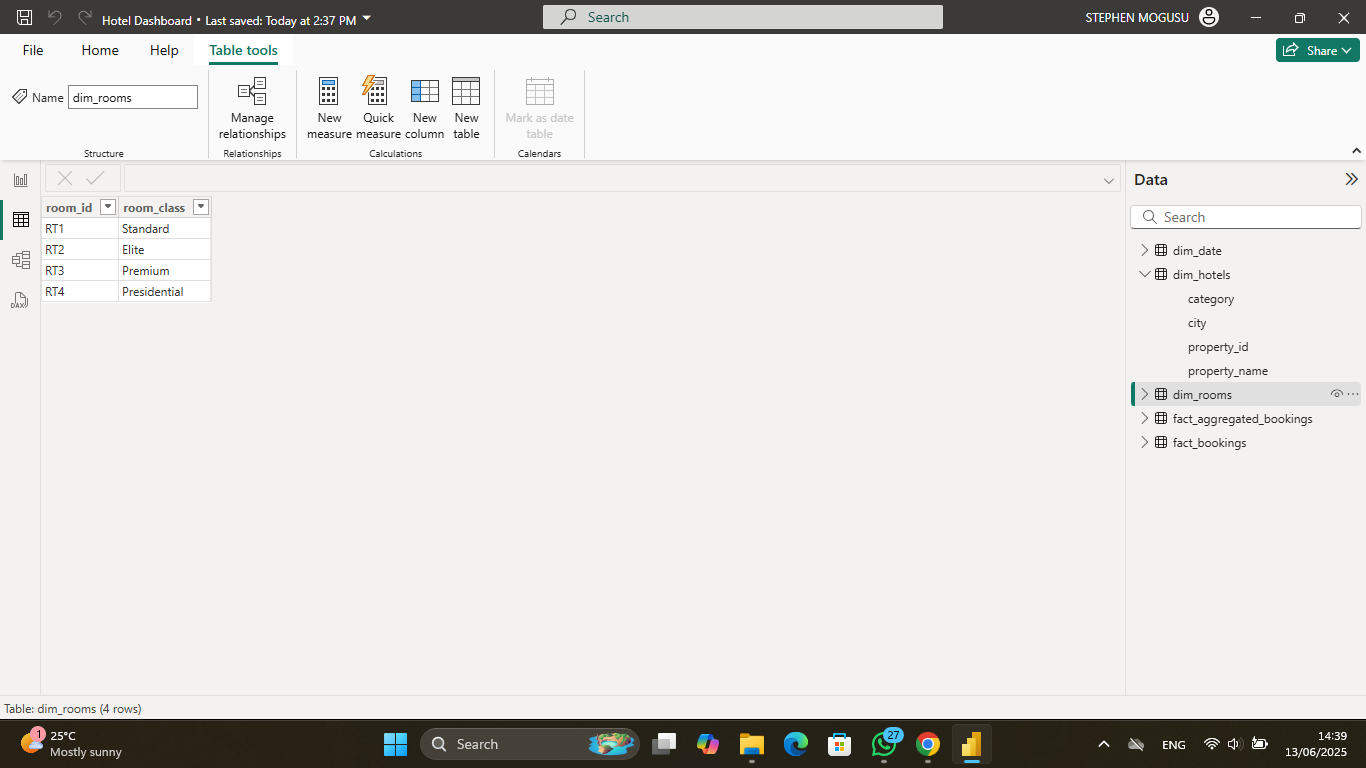 Hotel Dashboard • Last saved: Today at 2:37 PM
Search
STEPHEN MOGUSU
File
Home
Help
Table tools
Share
Name
dim_rooms
Manage
relationships
New
measure
Quick
measure
New
column
New
table
Mark as date
table
Structure
Relationships
Calculations
Calendars
room_id
room_class
RT1
Standard
RT2
Elite
RT3
Premium
RT4
Presidential
DAX
Data
Search
dim_date
dim_hotels
category
city
property_id
property_name
dim_rooms
fact_aggregated_bookings
fact_bookings
Table: dim_rooms (4 rows)
1
25°C
Mostly sunny
Search
27
ENG
14:39
13/06/2025